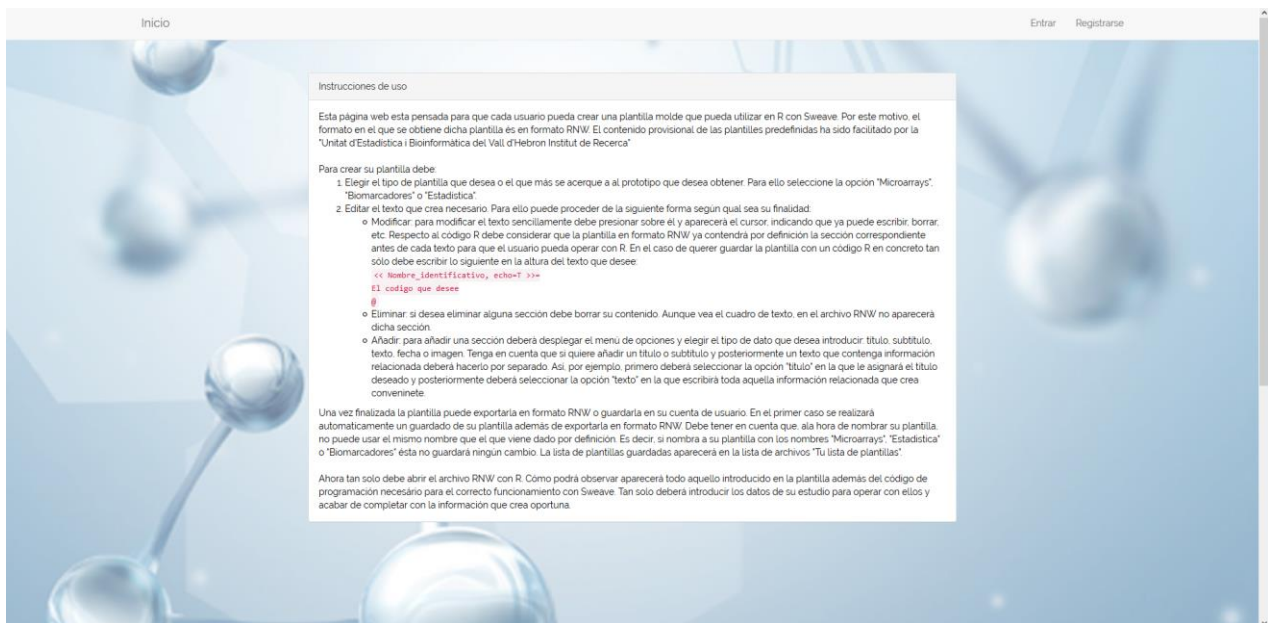 Inicio
Entrar Registrarse
Instrucciones de uso
Esta página web esta pensada para que cada usuario pueda crear una plantilla molde que pueda utilizar en R con Sweave. Por este motivo, el
formato en el que se obtiene dicha plantilla és en formato RNW. El contenido provisional de las plantilles predefinidas ha sido facilitado por la
"Unitat d'Estadística i Bioinformàtica del Vall d'Hebron Institut de Recerca"
Para crear su plantilla debe:
1. Elegir el tipo de plantilla que desea o el que más se acerque a al prototipo que desea obtener. Para ello seleccione la opción "Microarrays",
"Biomarcadores" o "Estadística".
2. Editar el texto que crea necesario. Para ello puede proceder de la siguiente forma según qual sea su finalidad:
Modificar: para modificar el texto sencillamente debe presionar sobre él y aparecerá el cursor, indicando que ya puede escribir, borrar,
etc. Respecto al código R debe considerar que la plantilla en formato RNW ya contendrá por definición la sección correspondiente
antes de cada texto para que el usuario pueda operar con R. En el caso de querer guardar la plantilla con un código R en concreto tan
sólo debe escribir lo siguiente en la altura del texto que desee:
<< Nombre_identificativo, echo=T >>=
El codigo que desee
@
Eliminar: si desea eliminar alguna sección debe borrar su contenido. Aunque vea el cuadro de texto, en el archivo RNW no aparecerá
dicha sección.
Añadir: para añadir una sección deberá desplegar el menú de opciones y elegir el tipo de dato que desea introducir: título, subtítulo,
texto, fecha o imagen. Tenga en cuenta que si quiere añadir un título o subtítulo y posteriormente un texto que contenga información
relacionada deberá hacerlo por separado. Así, por ejemplo, primero deberá seleccionar la opción "título" en la que le asignará el título
deseado y posteriormente deberá seleccionar la opción "texto" en la que escribirá toda aquella información relacionada que crea
conveninete.
Una vez finalizada la plantilla puede exportarla en formato RNW o guardarla en su cuenta de usuario. En el primer caso se realizará
automaticamente un guardado de su plantilla además de exportarla en formato RNW. Debe tener en cuenta que, ala hora de nombrar su plantilla,
no puede usar el mismo nombre que el que viene dado por definición. Es decir, si nombra a su plantilla con los nombres "Microarrays", "Estadistica"
o "Biomarcadores" ésta no guardará ningún cambio. La lista de plantillas guardadas aparecerá en la lista de archivos "Tu lista de plantillas".
Ahora tan solo debe abrir el archivo RNW con R. Cómo podrá observar aparecerá todo aquello introducido en la plantilla además del código de
programación necesário para el correcto funcionamiento con Sweave. Tan solo deberá introducir los datos de su estudio para operar con ellos y
acabar de completar con la información que crea oportuna.